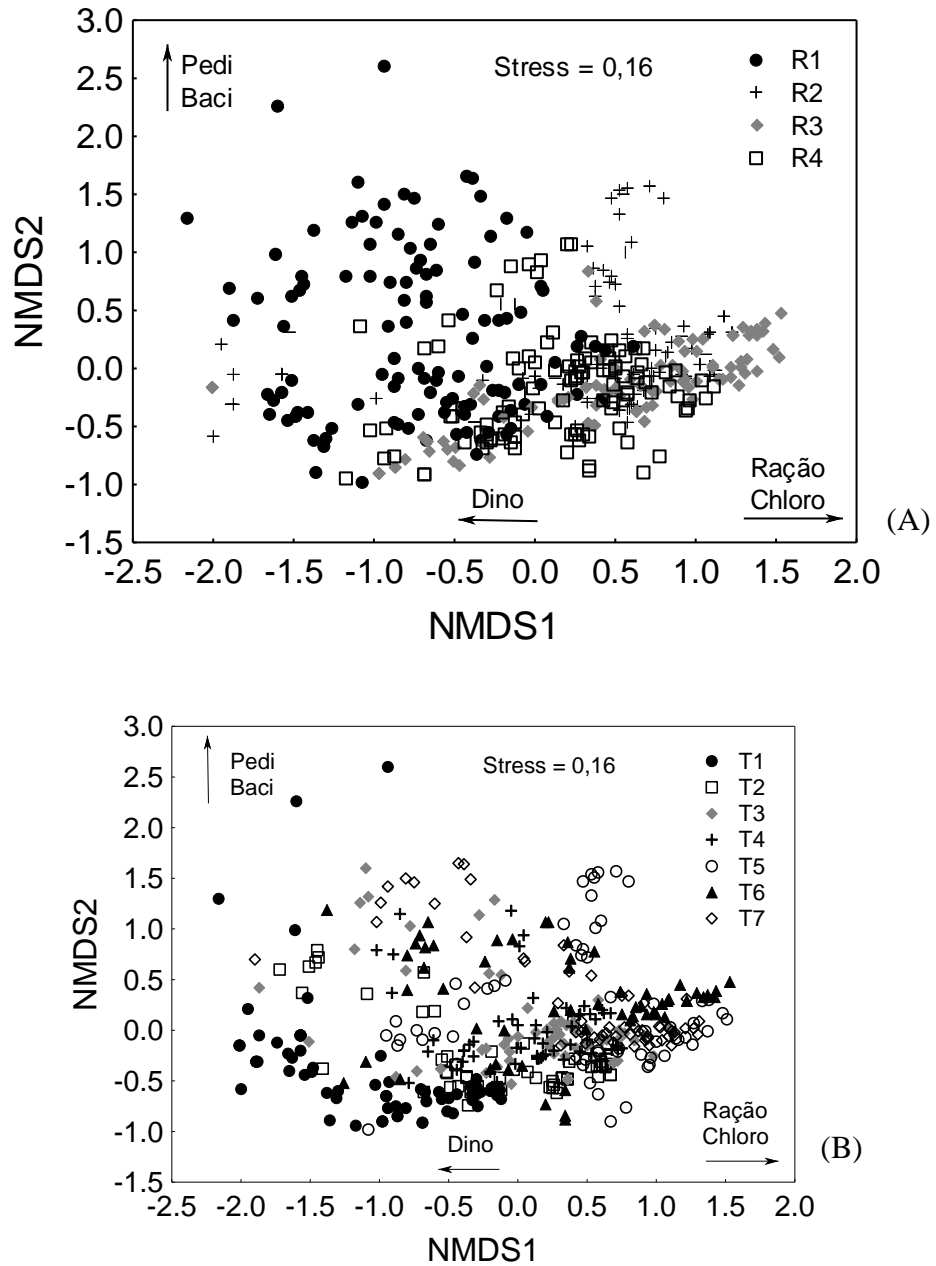 3.0
2.5
2.0
1.5
1.0
0.5
0.0
-0.5
-1.0
-1.5
NMDS2
Pedi
Baci
Stress = 0,16
R1
R2
R3
R4
Dino
Ração
Chloro
-2.5 -2.0 -1.5 -1.0 -0.5 0.0 0.5 1.0 1.5 2.0
NMDS1
(A)
3.0
2.5
2.0
1.5
1.0
0.5
0.0
-0.5
-1.0
-1.5
NMDS2
Pedi
Baci
Stress = 0,16
T1
T2
T3
T4
T5
T6
T7
Dino
Ração
Chloro
-2.5 -2.0 -1.5 -1.0 -0.5 0.0 0.5 1.0 1.5 2.0
NMDS1
(B)